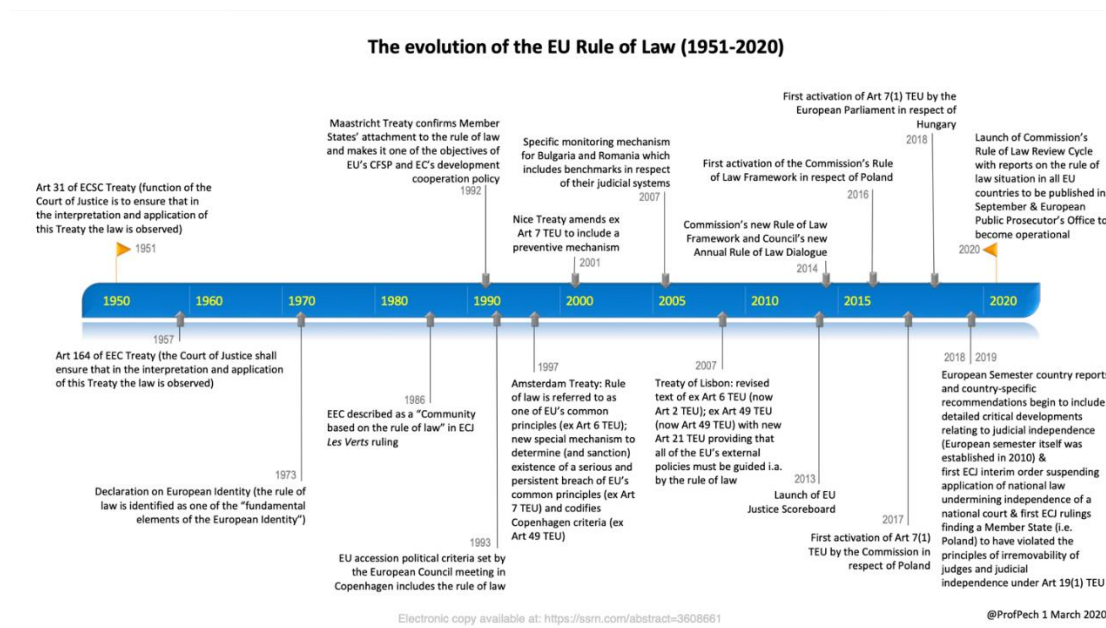 The evolution of the EU Rule of Law (1951-2020)
Art 31 of ECSC Treaty (function of the
Court of Justice is to ensure that in
the interpretation and application of
this Treaty the law is observed)
1951
Maastricht Treaty confirms Member
States' attachment to the rule of law
and makes it one of the objectives of
EU's CFSP and EC's development
cooperation policy
1992
Nice Treaty amends ex
Art 7 TEU to include a
preventive mechanism
2001
Specific monitoring mechanism
for Bulgaria and Romania which
includes benchmarks in respect
of their judicial systems
2007
Commission's new Rule of Law
Framework and Council's new
Annual Rule of Law Dialogue
2014
First activation of the Commission's Rule
of Law Framework in respect of Poland
2016
First activation of Art 7(1) TEU by the
European Parliament in respect of
Hungary
2018
Launch of Commission's
Rule of Law Review Cycle
with reports on the rule of
law situation in all EU
countries to be published in
September & European
Public Prosecutor's Office to
become operational
2020
1950 1960 1970 1980 1990 2000 2005 2010 2015 2020
1957
Art 164 of EEC Treaty (the Court of Justice shall
ensure that in the interpretation and application
of this Treaty the law is observed)
1973
Declaration on European Identity (the rule of
law is identified as one of the "fundamental
elements of the European Identity")
1986
EEC described as a "Community
based on the rule of law" in ECJ
Les Verts ruling
1993
EU accession political criteria set by
the European Council meeting in
Copenhagen includes the rule of law
1997
Amsterdam Treaty: Rule
of law is referred to as
one of EU's common
principles (ex Art 6 TEU);
new special mechanism to
determine (and sanction)
existence of a serious and
persistent breach of EU's
common principles (ex Art
7 TEU) and codifies
Copenhagen criteria (ex
Art 49 TEU)
2007
Treaty of Lisbon: revised
text of ex Art 6 TEU (now
Art 2 TEU); ex Art 49 TEU
(now Art 49 TEU) with new
Art 21 TEU providing that
all of the EU's external
policies must be guided i.a.
by the rule of law
2013
Launch of EU
Justice Scoreboard
2017
First activation of Art 7(1)
TEU by the Commission in
respect of Poland
2018 2019
European Semester country reports
and country-specific
recommendations begin to include
detailed critical developments
relating to judicial independence
(European semester itself was
established in 2010) &
first ECJ interim order suspending
application of national law
undermining independence of a
national court & first ECJ rulings
finding a Member State (i.e.
Poland) to have violated the
principles of irremovability of
judges and judicial
independence under Art 19(1) TEU
Electronic copy available at: https://ssrn.com/abstract=3608661
@ProfPech 1 March 2020